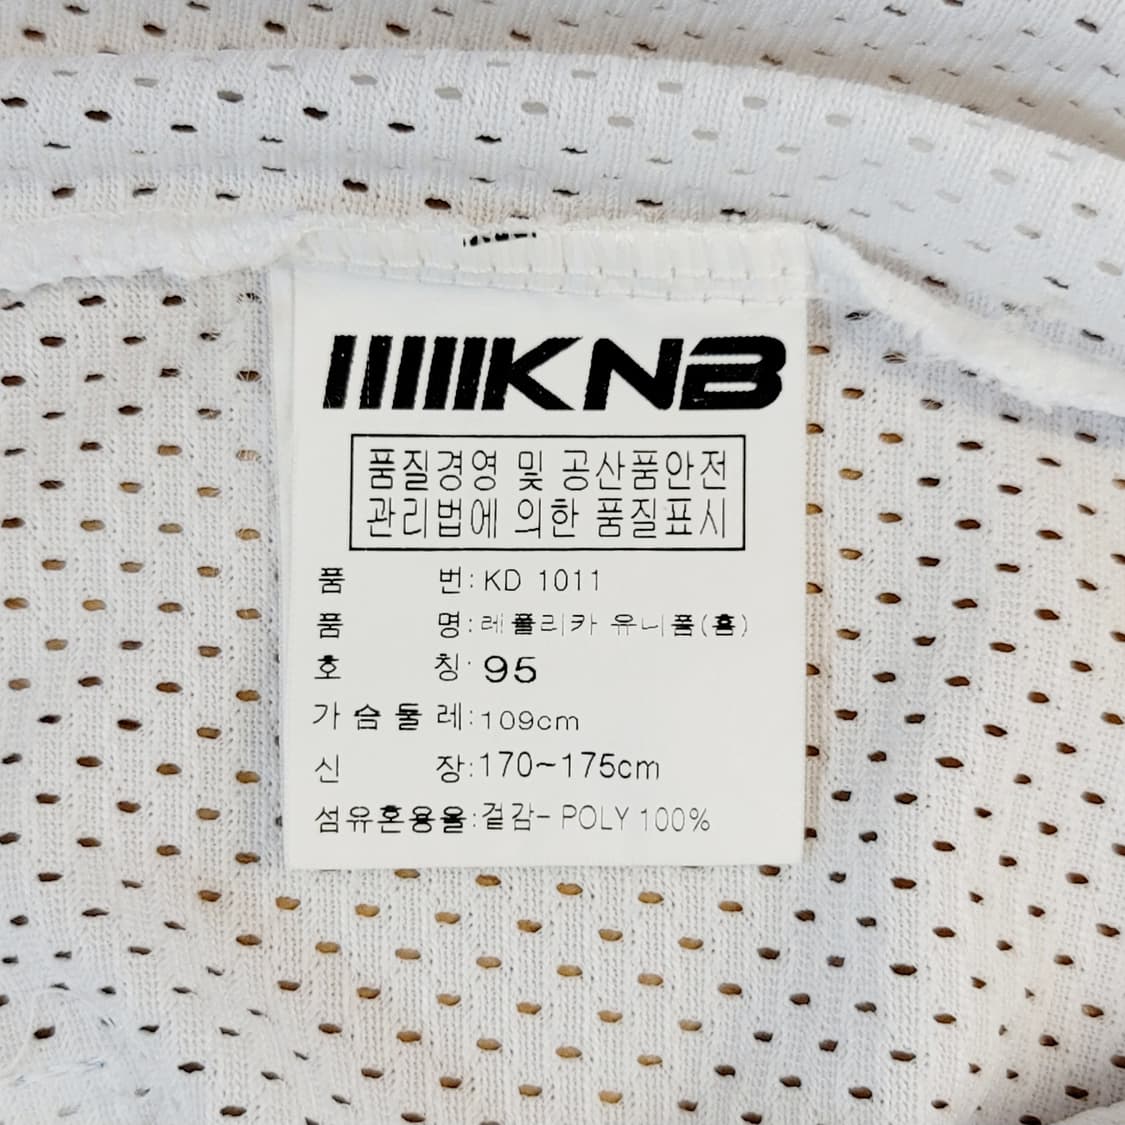 KNB
품질경영 및 공산품안전
관리법에 의한 품질표시
품 번: KD 1011
품 명: 레플리카 유니폼(홈)
호 칭: 95
가 슴 둘 레: 109cm
신 장: 170~175cm
섬유혼용율: 겉감- POLY 100%